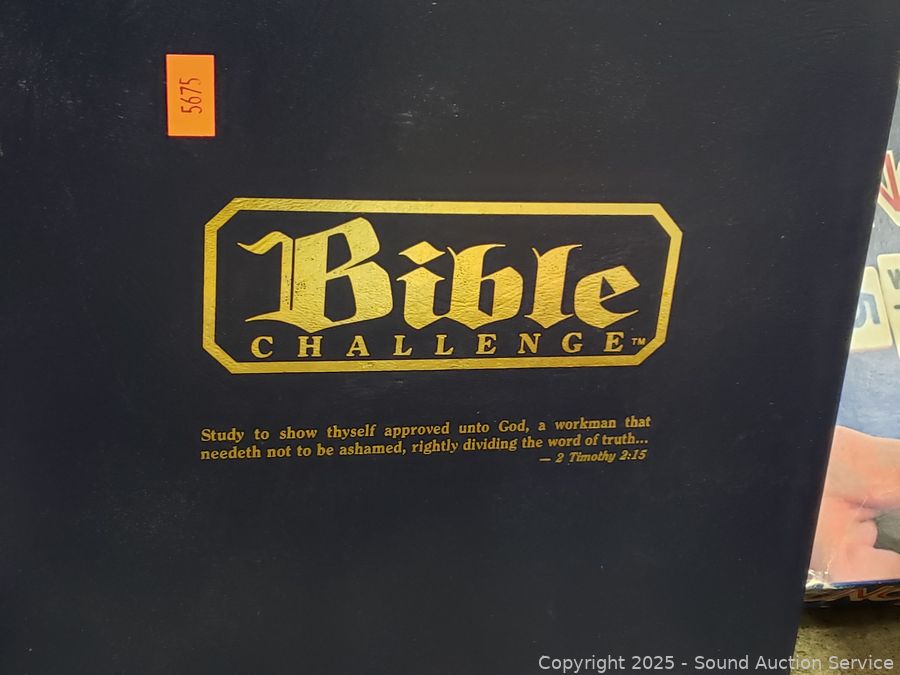 5675
Bible
CHALLENGE™
Study to show thyself approved unto God, a workman that
needeth not to be ashamed, rightly dividing the word of truth...
— 2 Timothy 2:15
Copyright 2025 - Sound Auction Service